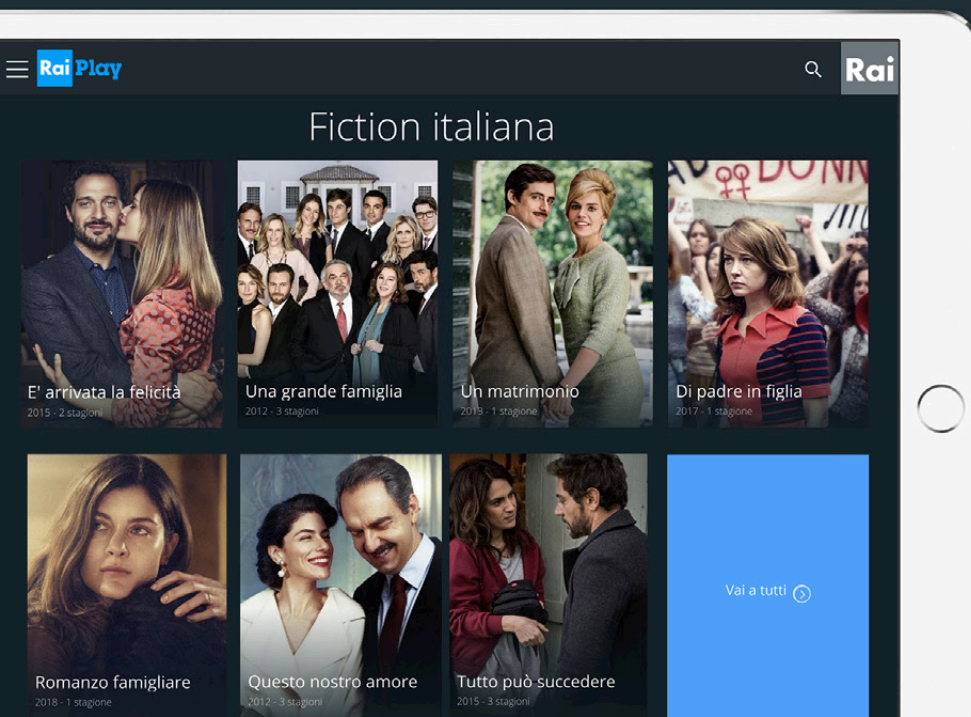 Rai Play
Rai
Fiction italiana
DONN
E' arrivata la felicità
2015 - 2 stagioni
Una grande famiglia
2012 - 3 stagioni
Un matrimonio
2013 - 1 stagione
Di padre in figlia
2017 - 1 stagione
Romanzo famigliare
2018 - 1 stagione
Questo nostro amore
2012 - 3 stagioni
Tutto può succedere
2015 - 3 stagioni
Vai a tutti